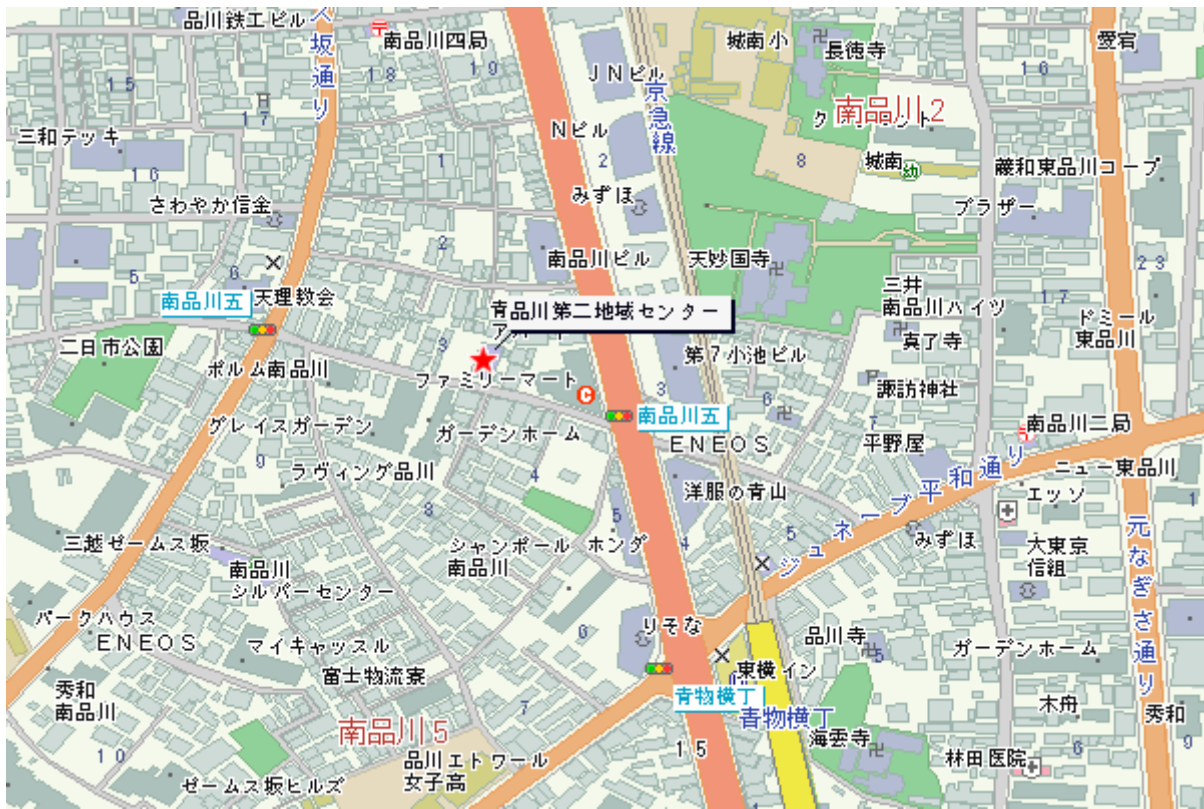 品川鉄工ビル
南品川四局
ス坂通り
城南小
長徳寺
愛宕
15
18
19
16
JNビル
京急線
南品川2
17
三和テッキ
Nビル
1
2
8
城南
幼
義和東品川コープ
16
みずほ
さわやか信金
プラザー
2
南品川ビル
天妙国寺
23
5
6
天理教会
三井
南品川ハイツ
17
南品川五
青品川第二地域センター
ドミール
東品川
二日市公園
3
第7小池ビル
真了寺
ポルム南品川
ファミリーマート
C
3
諏訪神社
6
南品川五
グレイスガーデン
ガーデンホーム
ENEOS
7
平野屋
南品川二局
9
ラヴィング品川
4
ニュー東品川
洋服の青山
エッソ
1
8
5
4
5
ジュネーブ平和通り
みずほ
三越ゼームス坂
シャンボール
南品川
ホンダ
大東京
信組
元なぎさ通り
南品川
シルバーセンター
パークハウス
6
りそな
品川寺
ENEOS
マイキャッスル
5
ガーデンホーム
富士物流寮
東横イン
秀和
南品川
青物横丁
木舟
7
青物横丁
南品川5
海雲寺
秀和
10
15
6
9
品川エトワール
女子高
林田医院
ゼームス坂ヒルズ